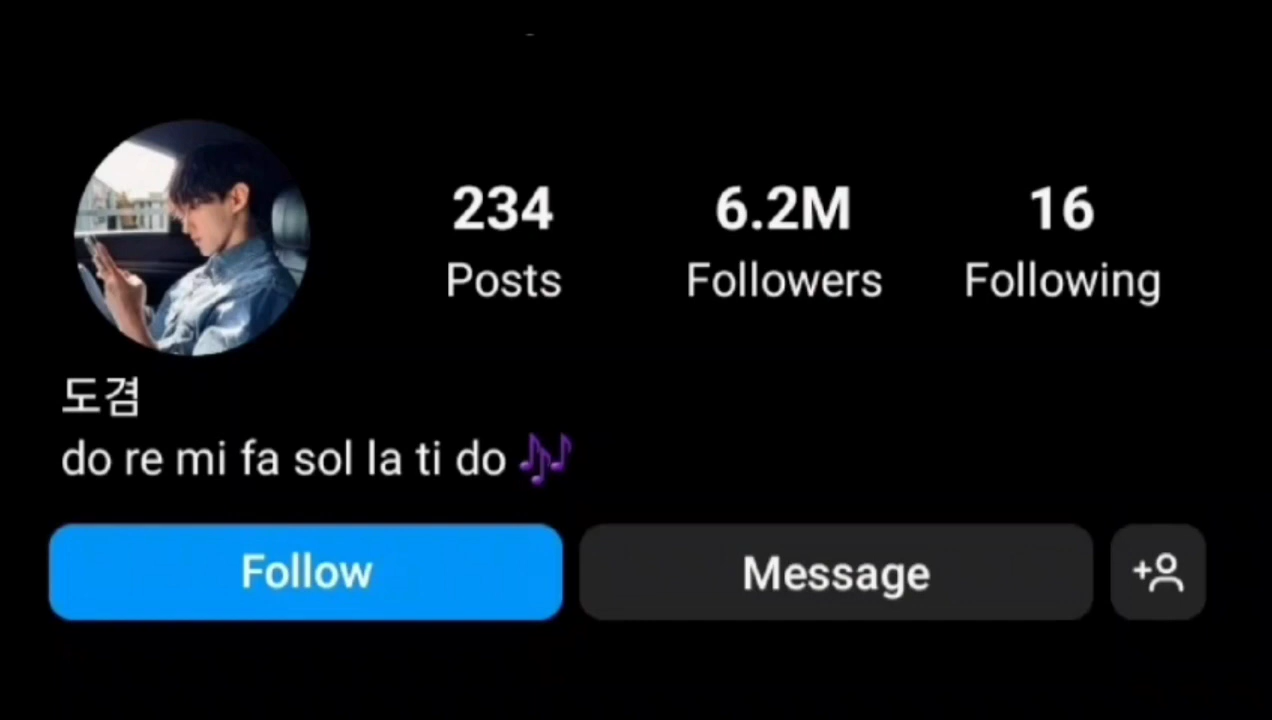 234 6.2M 16
Posts Followers Following
도겸
do re mi fa sol la ti do 🎶
Follow Message